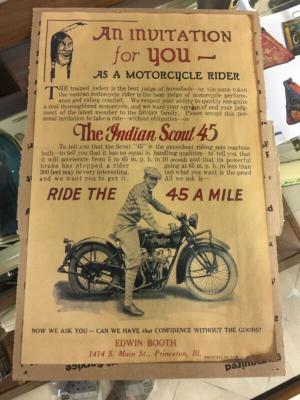 AN INVITATION
for YOU —
AS A MOTORCYCLE RIDER
THE trained jockey is the best judge of horseflesh—by the same token
the veteran motorcycle rider is the best judge of motorcycle perform-
ance and riding comfort. We respect your ability to quickly recognize
a real thoroughbred motorcycle, and we want your opinion of and your judg-
ment of the latest member to the Indian family. Please accept this per-
sonal invitation to take a ride—without obligation—on
The Indian Scout 45
To tell you that the Scout "45" is the smoothest riding solo machine
built—to tell you that it has no equal in handling qualities—to tell you that
it will accelerate from 5 to 65 m. p. h. in 10 seconds and that its powerful
brake has stopped a rider going at 65 m. p. h. in less than
300 feet may be very interesting, but what you want is the proof
and we want you to get it. All we ask is—
RIDE THE 45 A MILE
Indian
NOW WE ASK YOU — CAN WE HAVE that CONFIDENCE WITHOUT THE GOODS?
EDWIN BOOTH
1414 S. Main St., Princeton, Ill.
PRINTED IN